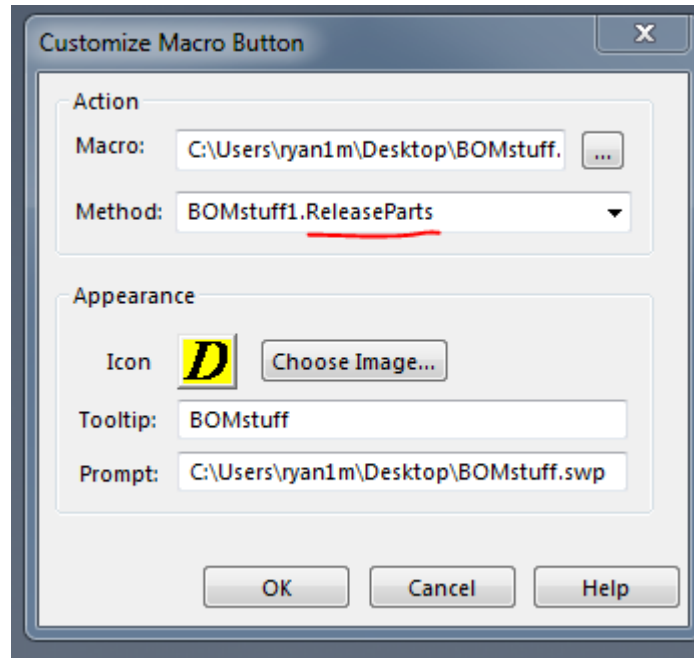 Customize Macro Button
Action
Macro: C:\Users\ryan1m\Desktop\BOMstuff. ...
Method: BOMstuff1.ReleaseParts
Appearance
Icon D Choose Image...
Tooltip: BOMstuff
Prompt: C:\Users\ryan1m\Desktop\BOMstuff.swp
OK Cancel Help